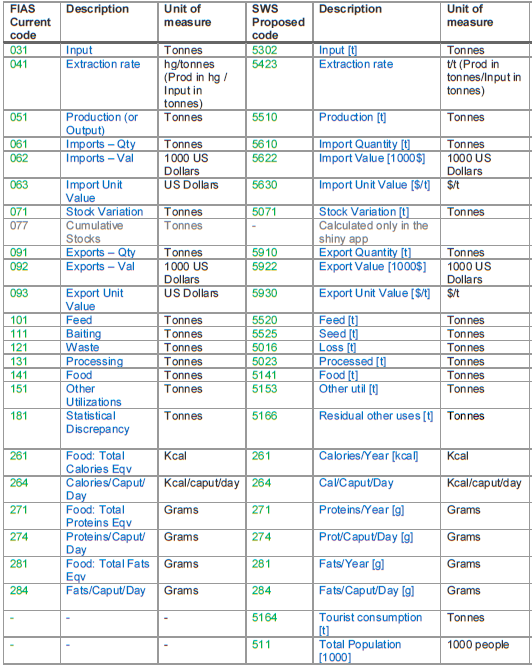 FIAS Current code | Description | Unit of measure | SWS Proposed code | Description | Unit of measure
031 | Input | Tonnes | 5302 | Input [t] | Tonnes
041 | Extraction rate | hg/tonnes (Prod in hg / Input in tonnes) | 5423 | Extraction rate | t/t (Prod in tonnes/Input in tonnes)
051 | Production (or Output) | Tonnes | 5510 | Production [t] | Tonnes
061 | Imports – Qty | Tonnes | 5610 | Import Quantity [t] | Tonnes
062 | Imports – Val | 1000 US Dollars | 5622 | Import Value [1000$] | 1000 US Dollars
063 | Import Unit Value | US Dollars | 5630 | Import Unit Value [$/t] | $/t
071 | Stock Variation | Tonnes | 5071 | Stock Variation [t] | Tonnes
077 | Cumulative Stocks | Tonnes | - | Calculated only in the shiny app
091 | Exports – Qty | Tonnes | 5910 | Export Quantity [t] | Tonnes
092 | Exports – Val | 1000 US Dollars | 5922 | Export Value [1000$] | 1000 US Dollars
093 | Export Unit Value | US Dollars | 5930 | Export Unit Value [$/t] | $/t
101 | Feed | Tonnes | 5520 | Feed [t] | Tonnes
111 | Baiting | Tonnes | 5525 | Seed [t] | Tonnes
121 | Waste | Tonnes | 5016 | Loss [t] | Tonnes
131 | Processing | Tonnes | 5023 | Processed [t] | Tonnes
141 | Food | Tonnes | 5141 | Food [t] | Tonnes
151 | Other Utilizations | Tonnes | 5153 | Other util [t] | Tonnes
181 | Statistical Discrepancy | Tonnes | 5166 | Residual other uses [t] | Tonnes
261 | Food: Total Calories Eqv | Kcal | 261 | Calories/Year [kcal] | Kcal
264 | Calories/Caput/Day | Kcal/caput/day | 264 | Cal/Caput/Day | Kcal/caput/day
271 | Food: Total Proteins Eqv | Grams | 271 | Proteins/Year [g] | Grams
274 | Proteins/Caput/Day | Grams | 274 | Prot/Caput/Day [g] | Grams
281 | Food: Total Fats Eqv | Grams | 281 | Fats/Year [g] | Grams
284 | Fats/Caput/Day | Grams | 284 | Fats/Caput/Day [g] | Grams
- | - | - | 5164 | Tourist consumption [t] | Tonnes
- | - | - | 511 | Total Population [1000] | 1000 people